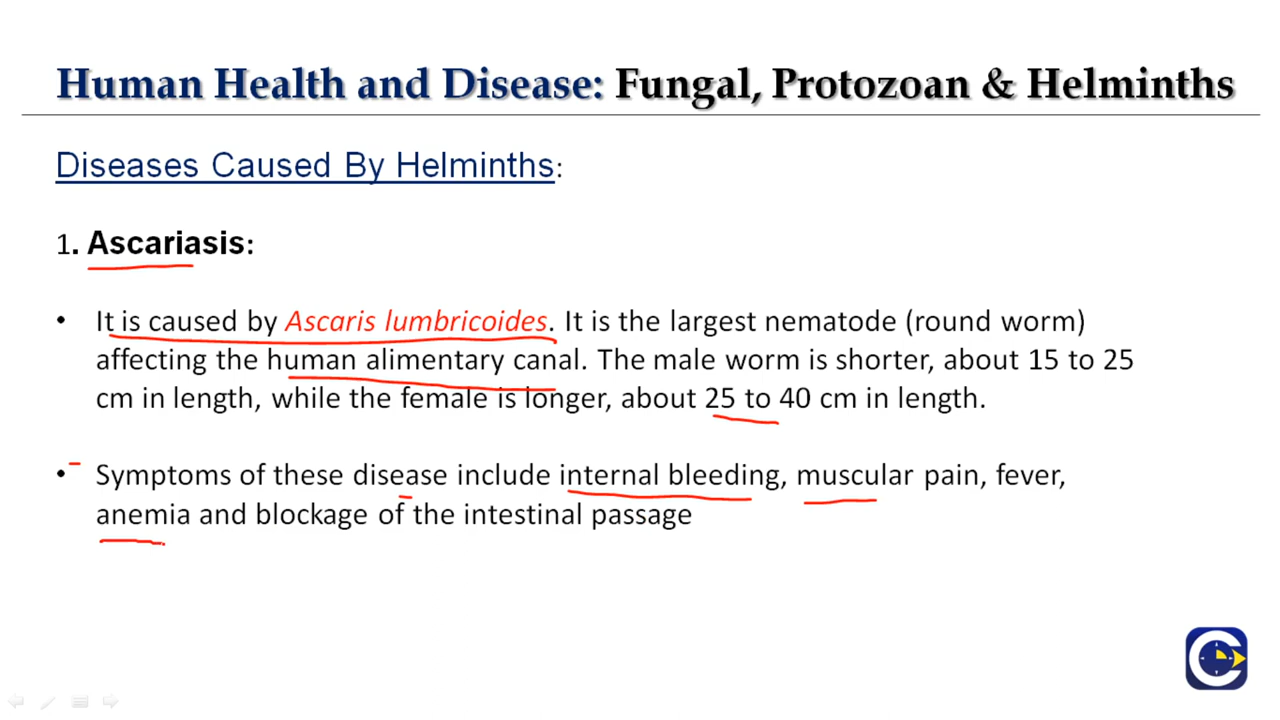 Human Health and Disease: Fungal, Protozoan & Helminths
Diseases Caused By Helminths:
1. Ascariasis:
• It is caused by Ascaris lumbricoides. It is the largest nematode (round worm)
affecting the human alimentary canal. The male worm is shorter, about 15 to 25
cm in length, while the female is longer, about 25 to 40 cm in length.
• Symptoms of these disease include internal bleeding, muscular pain, fever,
anemia and blockage of the intestinal passage